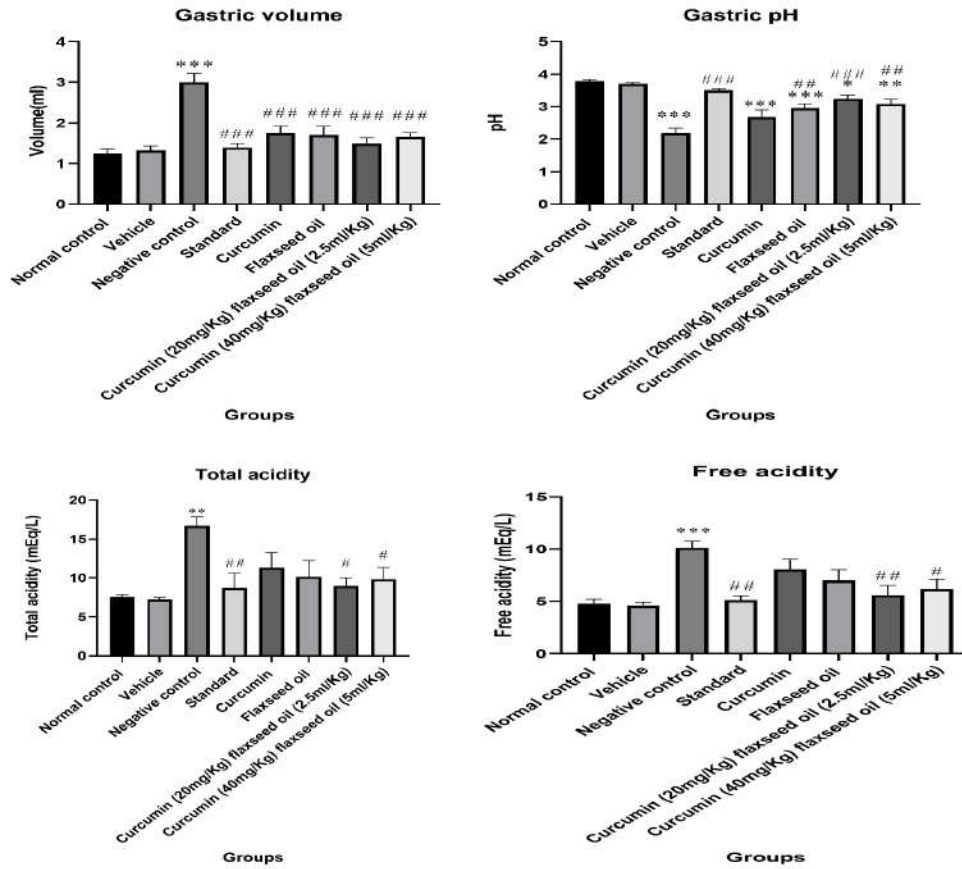 Gastric volume
Volume(ml)
4
3
2
1
0
***
###
###
###
###
###
Normal control
Vehicle
Negative control
Standard
Curcumin
Flaxseed oil
Curcumin (20mg/Kg) flaxseed oil (2.5ml/Kg)
Curcumin (40mg/Kg) flaxseed oil (5ml/Kg)
Groups
Gastric pH
pH
5
4
3
2
1
0
***
###
***
##
***
###
*
##
**
Normal control
Vehicle
Negative control
Standard
Curcumin
Flaxseed oil
Curcumin (20mg/Kg) flaxseed oil (2.5ml/Kg)
Curcumin (40mg/Kg) flaxseed oil (5ml/Kg)
Groups
Total acidity
Total acidity (mEq/L)
20
15
10
5
0
**
##
#
#
Normal control
Vehicle
Negative control
Standard
Curcumin
Flaxseed oil
Curcumin (20mg/Kg) flaxseed oil (2.5ml/Kg)
Curcumin (40mg/Kg) flaxseed oil (5ml/Kg)
Groups
Free acidity
Free acidity (mEq/L)
15
10
5
0
***
##
##
#
Normal control
Vehicle
Negative control
Standard
Curcumin
Flaxseed oil
Curcumin (20mg/Kg) flaxseed oil (2.5ml/Kg)
Curcumin (40mg/Kg) flaxseed oil (5ml/Kg)
Groups